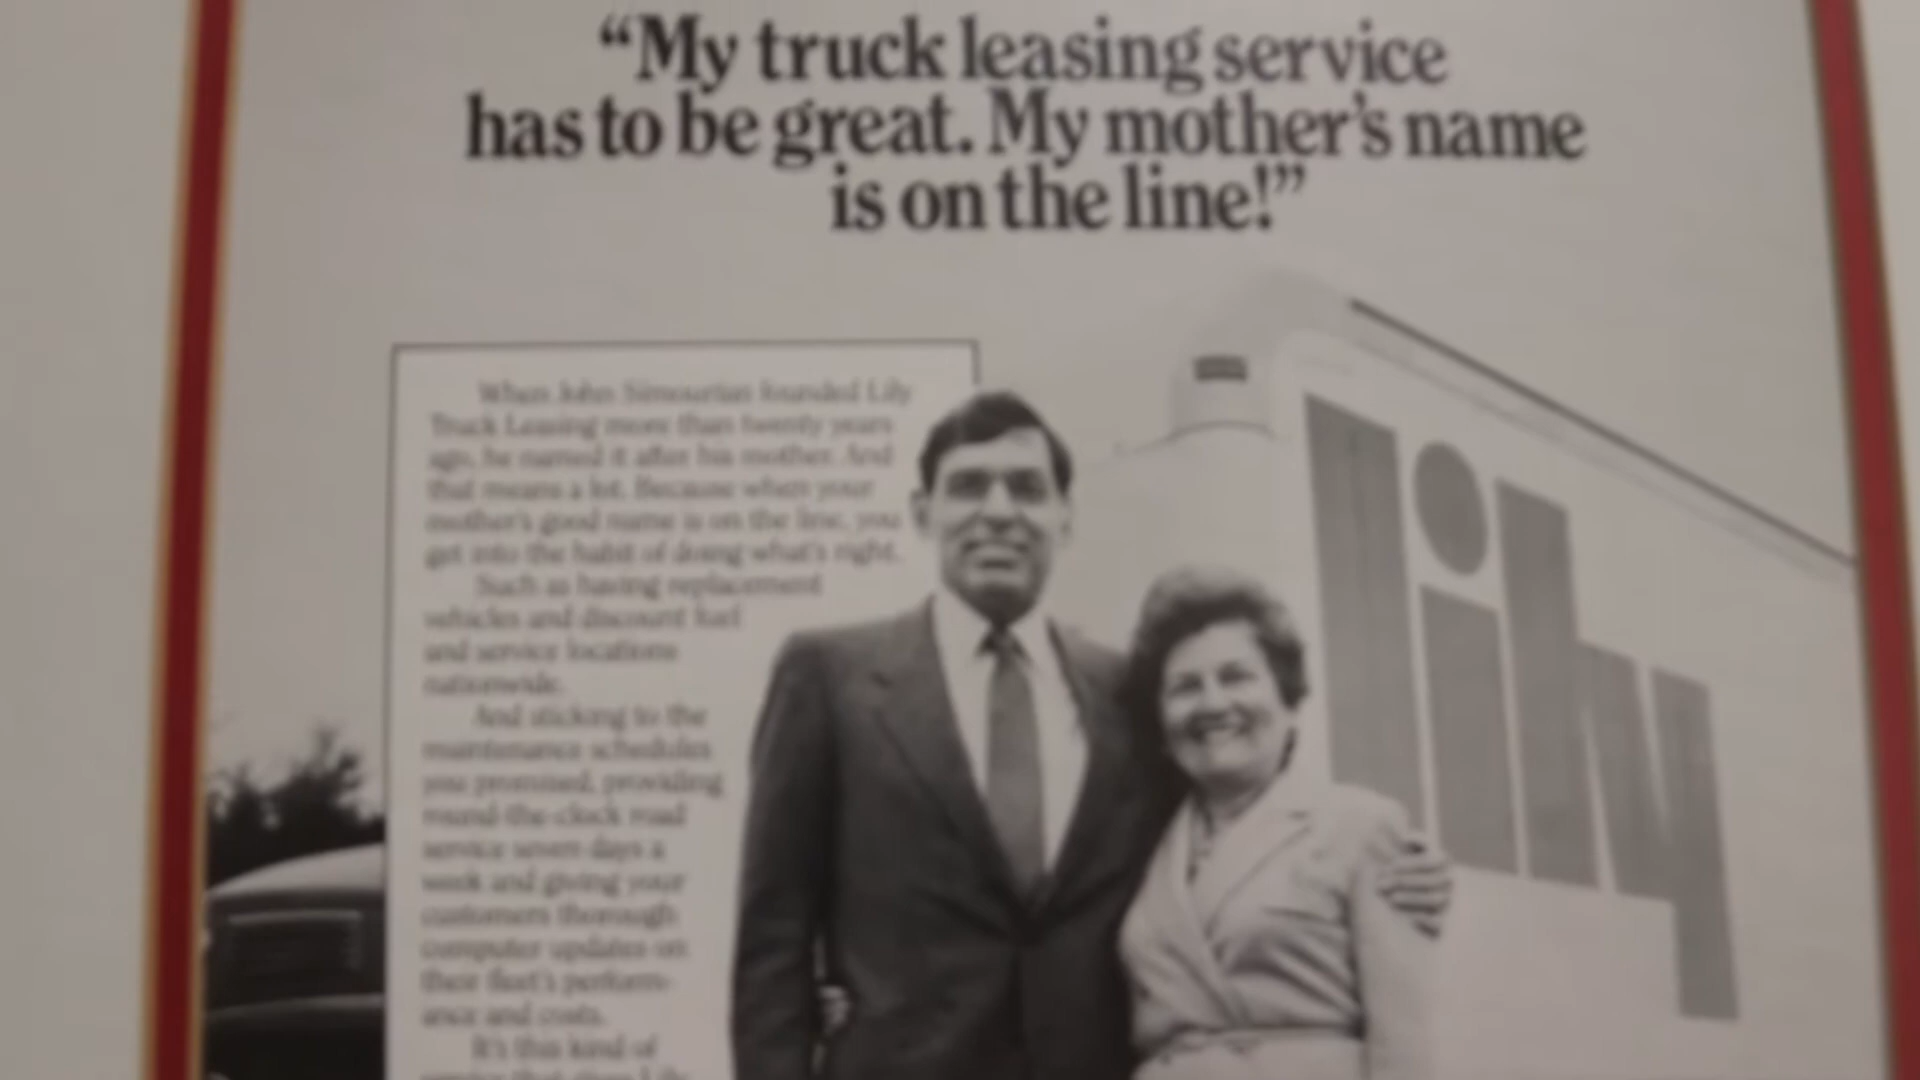 “My truck leasing service
has to be great. My mother’s name
is on the line!”
When John Simourian founded Lily
Truck Leasing more than twenty years
ago, he named it after his mother. And
that means a lot. Because when your
mother's good name is on the line, you
get into the habit of doing what's right.
Such as having replacement
vehicles and discount fuel
and service locations
nationwide.
And sticking to the
maintenance schedules
you promised, providing
round-the-clock road
service seven days a
week and giving your
customers thorough
computer updates on
their fleet's perform-
ance and costs.
It's this kind of
service that gives Lily
lily